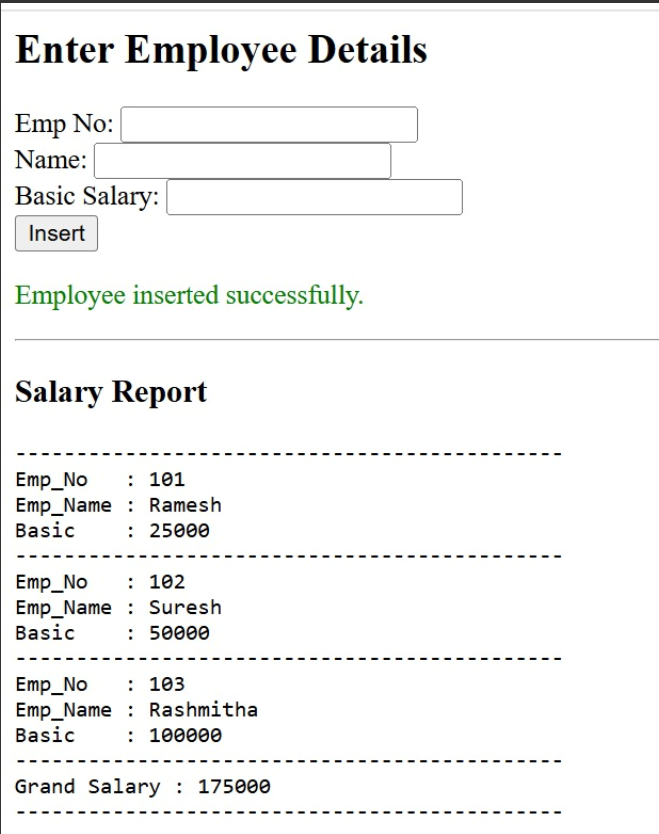 Enter Employee Details
Emp No:
Name:
Basic Salary:
Insert
Employee inserted successfully.
Salary Report
---------------------------------------------
Emp_No   : 101
Emp_Name : Ramesh
Basic    : 25000
---------------------------------------------
Emp_No   : 102
Emp_Name : Suresh
Basic    : 50000
---------------------------------------------
Emp_No   : 103
Emp_Name : Rashmitha
Basic    : 100000
---------------------------------------------
Grand Salary : 175000
---------------------------------------------